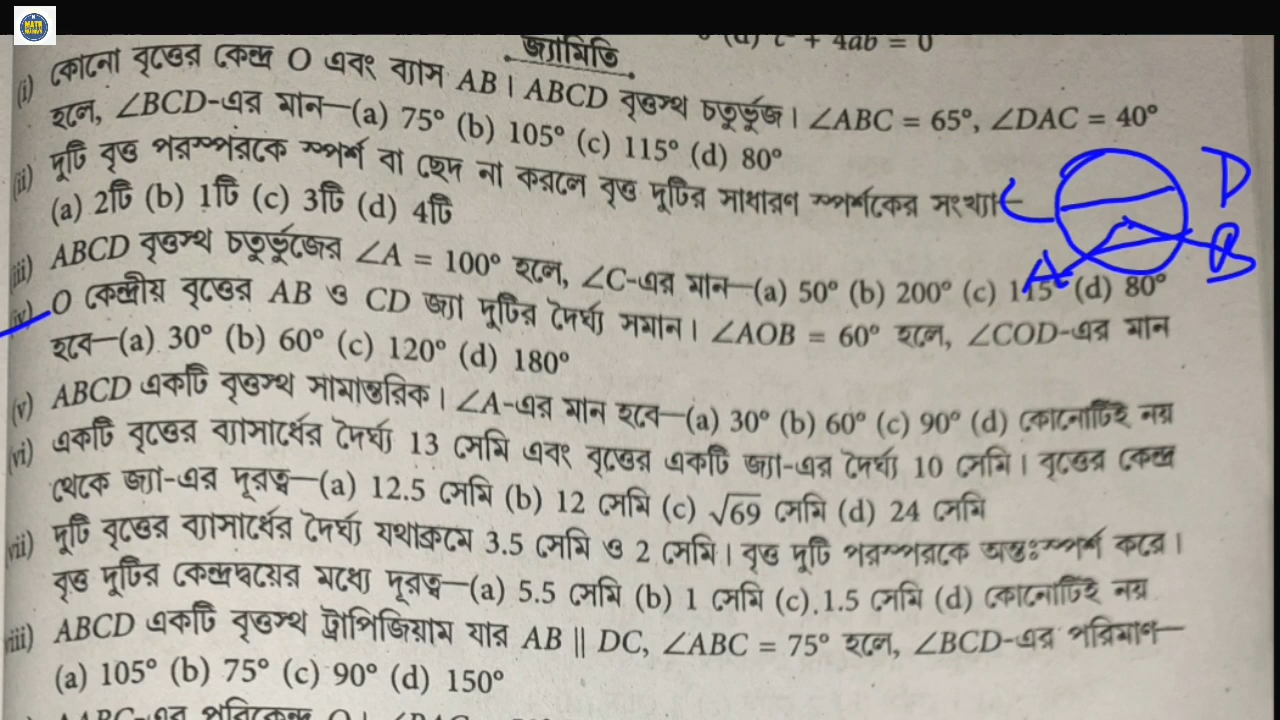 MATH
(d) c² + 4ab = 0
জ্যামিতি
(i) কোনো বৃত্তের কেন্দ্র O এবং ব্যাস AB। ABCD বৃত্তস্থ চতুর্ভুজ। ∠ABC = 65°, ∠DAC = 40°
হলে, ∠BCD-এর মান—(a) 75° (b) 105° (c) 115° (d) 80°
(ii) দুটি বৃত্ত পরস্পরকে স্পর্শ বা ছেদ না করলে বৃত্ত দুটির সাধারণ স্পর্শকের সংখ্যা—
(a) 2টি (b) 1টি (c) 3টি (d) 4টি
iii) ABCD বৃত্তস্থ চতুর্ভুজের ∠A = 100° হলে, ∠C-এর মান—(a) 50° (b) 200° (c) 115° (d) 80°
(iv) O কেন্দ্রীয় বৃত্তের AB ও CD জ্যা দুটির দৈর্ঘ্য সমান। ∠AOB = 60° হলে, ∠COD-এর মান
হবে—(a) 30° (b) 60° (c) 120° (d) 180°
(v) ABCD একটি বৃত্তস্থ সামান্তরিক। ∠A-এর মান হবে—(a) 30° (b) 60° (c) 90° (d) কোনোটিই নয়
(vi) একটি বৃত্তের ব্যাসার্ধের দৈর্ঘ্য 13 সেমি এবং বৃত্তের একটি জ্যা-এর দৈর্ঘ্য 10 সেমি। বৃত্তের কেন্দ্র
থেকে জ্যা-এর দূরত্ব—(a) 12.5 সেমি (b) 12 সেমি (c) √69 সেমি (d) 24 সেমি
vii) দুটি বৃত্তের ব্যাসার্ধের দৈর্ঘ্য যথাক্রমে 3.5 সেমি ও 2 সেমি। বৃত্ত দুটি পরস্পরকে অন্তঃস্পর্শ করে।
বৃত্ত দুটির কেন্দ্রদ্বয়ের মধ্যে দূরত্ব—(a) 5.5 সেমি (b) 1 সেমি (c) 1.5 সেমি (d) কোনোটিই নয়
viii) ABCD একটি বৃত্তস্থ ট্রাপিজিয়াম যার AB || DC, ∠ABC = 75° হলে, ∠BCD-এর পরিমাণ—
(a) 105° (b) 75° (c) 90° (d) 150°
C D
A B